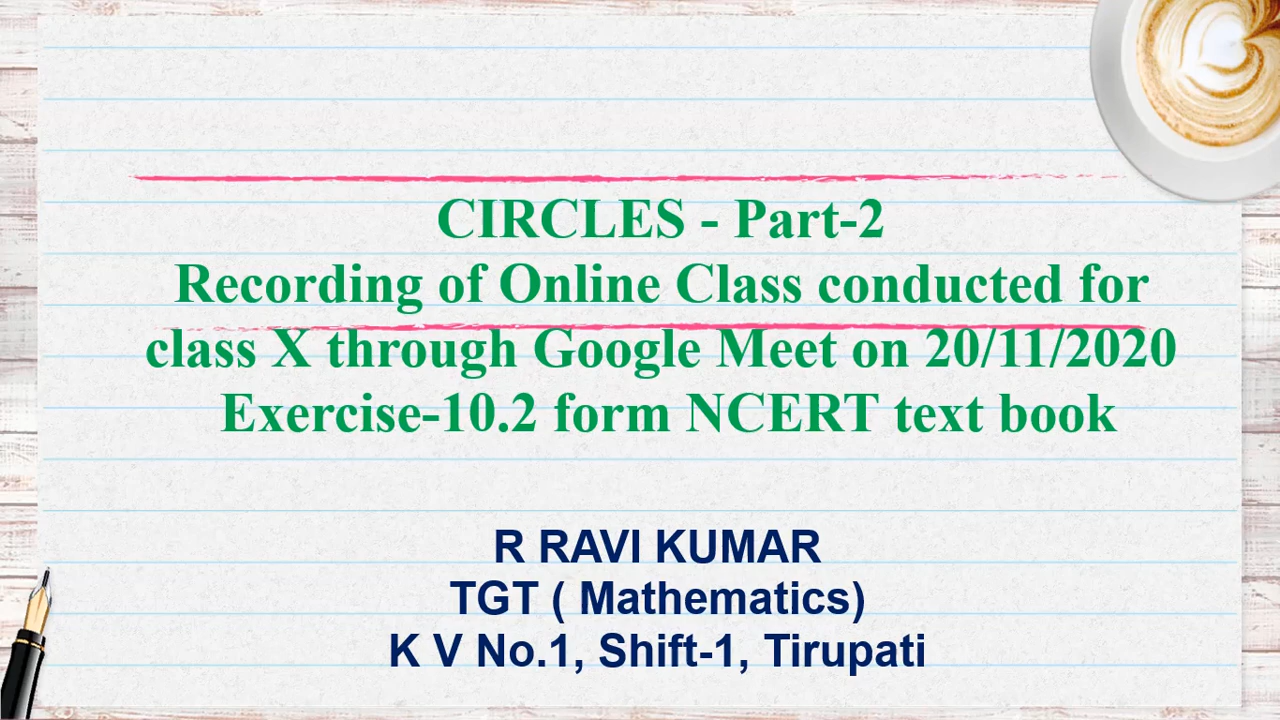 CIRCLES - Part-2
Recording of Online Class conducted for
class X through Google Meet on 20/11/2020
Exercise-10.2 form NCERT text book
R RAVI KUMAR
TGT ( Mathematics)
K V No.1, Shift-1, Tirupati